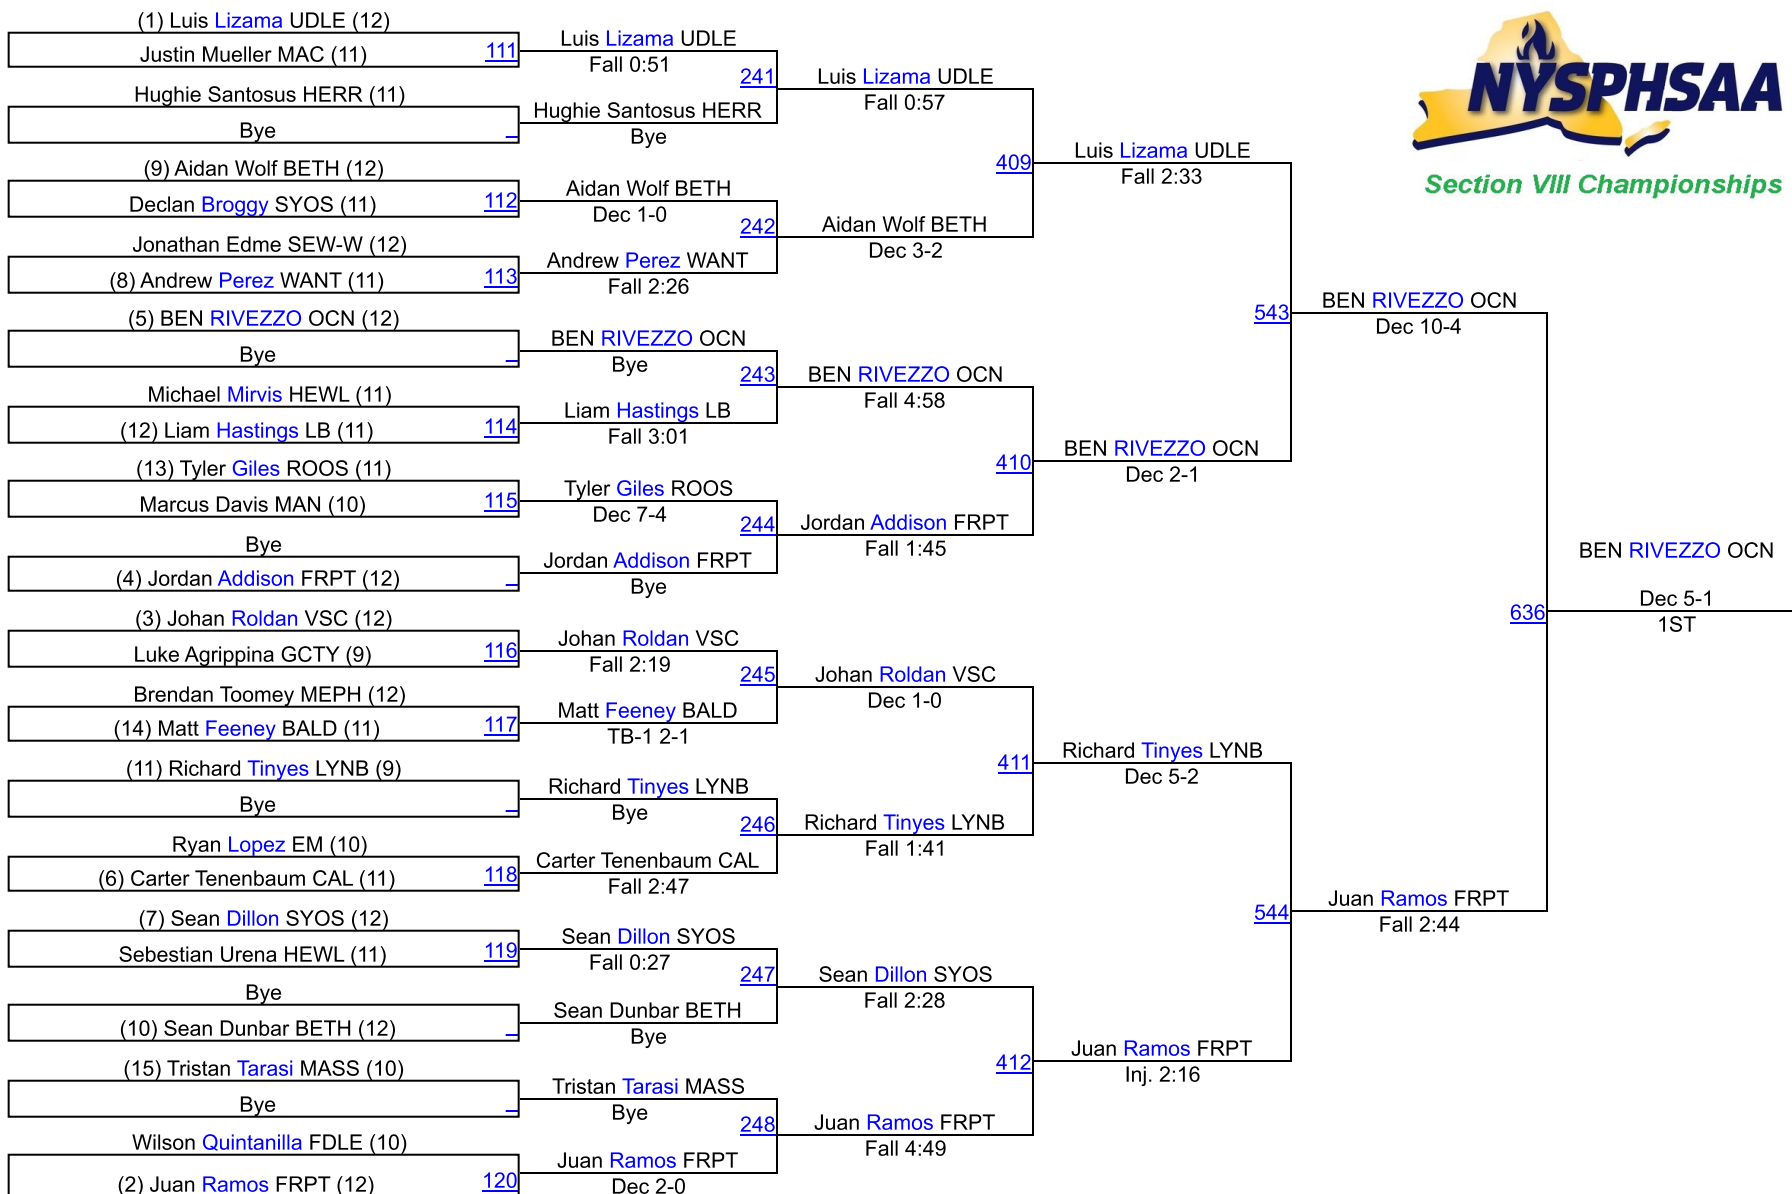 (1) Luis Lizama UDLE (12)
Justin Mueller MAC (11)
111
Hughie Santosus HERR (11)
Bye
(9) Aidan Wolf BETH (12)
Declan Broggy SYOS (11)
112
Jonathan Edme SEW-W (12)
(8) Andrew Perez WANT (11)
113
(5) BEN RIVEZZO OCN (12)
Bye
Michael Mirvis HEWL (11)
(12) Liam Hastings LB (11)
114
(13) Tyler Giles ROOS (11)
Marcus Davis MAN (10)
115
Bye
(4) Jordan Addison FRPT (12)
(3) Johan Roldan VSC (12)
Luke Agrippina GCTY (9)
116
Brendan Toomey MEPH (12)
(14) Matt Feeney BALD (11)
117
(11) Richard Tinyes LYNB (9)
Bye
Ryan Lopez EM (10)
(6) Carter Tenenbaum CAL (11)
118
(7) Sean Dillon SYOS (12)
Sebestian Urena HEWL (11)
119
Bye
(10) Sean Dunbar BETH (12)
(15) Tristan Tarasi MASS (10)
Bye
Wilson Quintanilla FDLE (10)
(2) Juan Ramos FRPT (12)
120
Luis Lizama UDLE
Fall 0:51
241
Hughie Santosus HERR
Bye
Aidan Wolf BETH
Dec 1-0
242
Andrew Perez WANT
Fall 2:26
BEN RIVEZZO OCN
Bye
243
Liam Hastings LB
Fall 3:01
Tyler Giles ROOS
Dec 7-4
244
Jordan Addison FRPT
Bye
Johan Roldan VSC
Fall 2:19
245
Matt Feeney BALD
TB-1 2-1
Richard Tinyes LYNB
Bye
246
Carter Tenenbaum CAL
Fall 2:47
Sean Dillon SYOS
Fall 0:27
247
Sean Dunbar BETH
Bye
Tristan Tarasi MASS
Bye
248
Juan Ramos FRPT
Dec 2-0
Luis Lizama UDLE
Fall 0:57
409
Aidan Wolf BETH
Dec 3-2
BEN RIVEZZO OCN
Fall 4:58
410
Jordan Addison FRPT
Fall 1:45
Johan Roldan VSC
Dec 1-0
411
Richard Tinyes LYNB
Fall 1:41
Sean Dillon SYOS
Fall 2:28
412
Juan Ramos FRPT
Fall 4:49
Luis Lizama UDLE
Fall 2:33
543
BEN RIVEZZO OCN
Dec 2-1
Richard Tinyes LYNB
Dec 5-2
544
Juan Ramos FRPT
Inj. 2:16
BEN RIVEZZO OCN
Dec 10-4
636
Juan Ramos FRPT
Fall 2:44
BEN RIVEZZO OCN
Dec 5-1
1ST
NYSPHSAA
Section VIII Championships